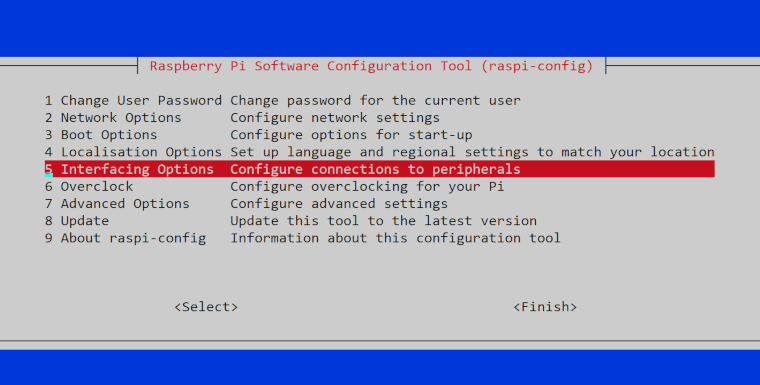 Raspberry Pi Software Configuration Tool (raspi-config)
1 Change User Password Change password for the current user
2 Network Options Configure network settings
3 Boot Options Configure options for start-up
4 Localisation Options Set up language and regional settings to match your location
5 Interfacing Options Configure connections to peripherals
6 Overclock Configure overclocking for your Pi
7 Advanced Options Configure advanced settings
8 Update Update this tool to the latest version
9 About raspi-config Information about this configuration tool
<Select> <Finish>